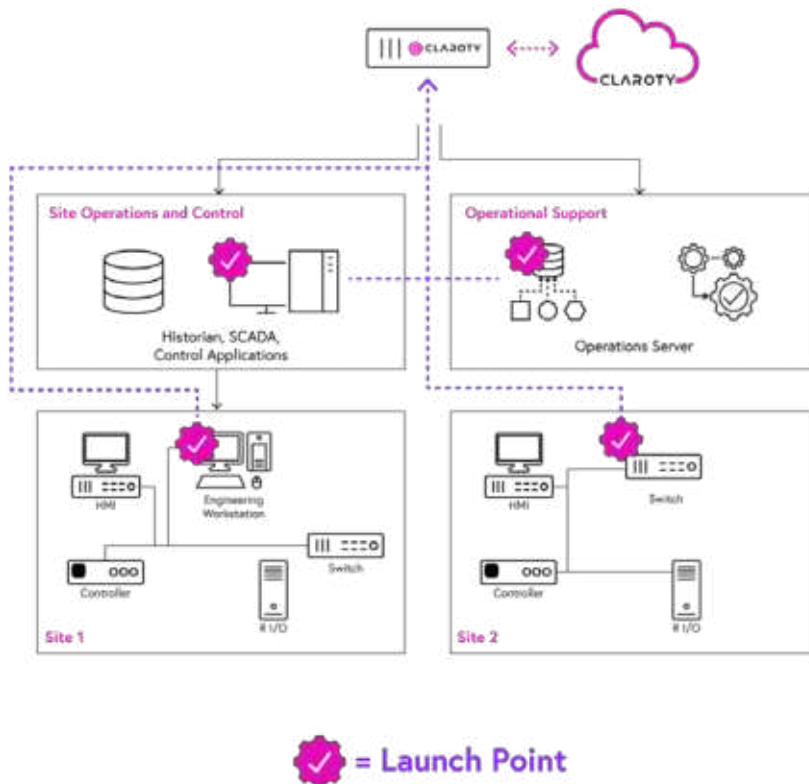 CLAROTY
CLAROTY
Site Operations and Control
Historian, SCADA,
Control Applications
Operational Support
Operations Server
HMI
Engineering
Workstation
Switch
Controller
R I/O
Site 1
HMI
Switch
Controller
R I/O
Site 2
= Launch Point